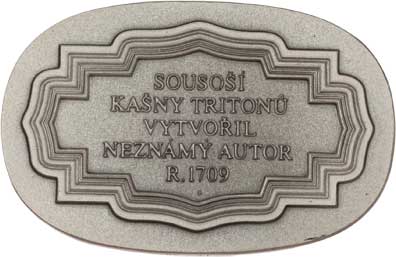 SOUSOŠÍ
KAŠNY TRITONŮ
VYTVOŘIL
NEZNÁMÝ AUTOR
R. 1709